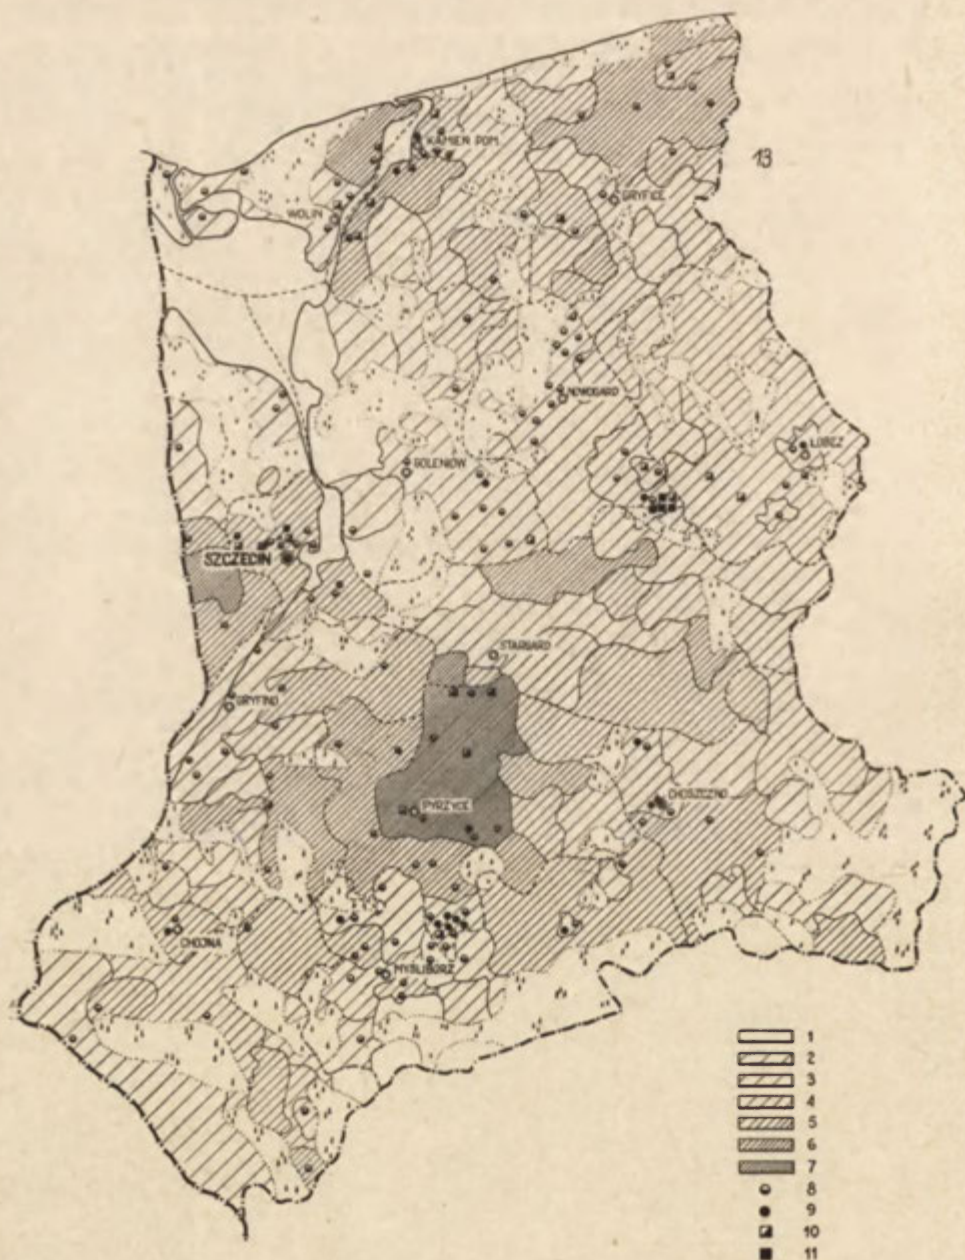 KAMIEŃ POM.
13
GRYFICE
WOLIN
NOWOGARD
ŁOBEZ
GOLENIÓW
SZCZECIN
STARGARD
GRYFINO
PYRZYCE
CHOSZCZNO
CHOJNA
MYŚLIBÓRZ
1
2
3
4
5
6
7
8
9
10
11